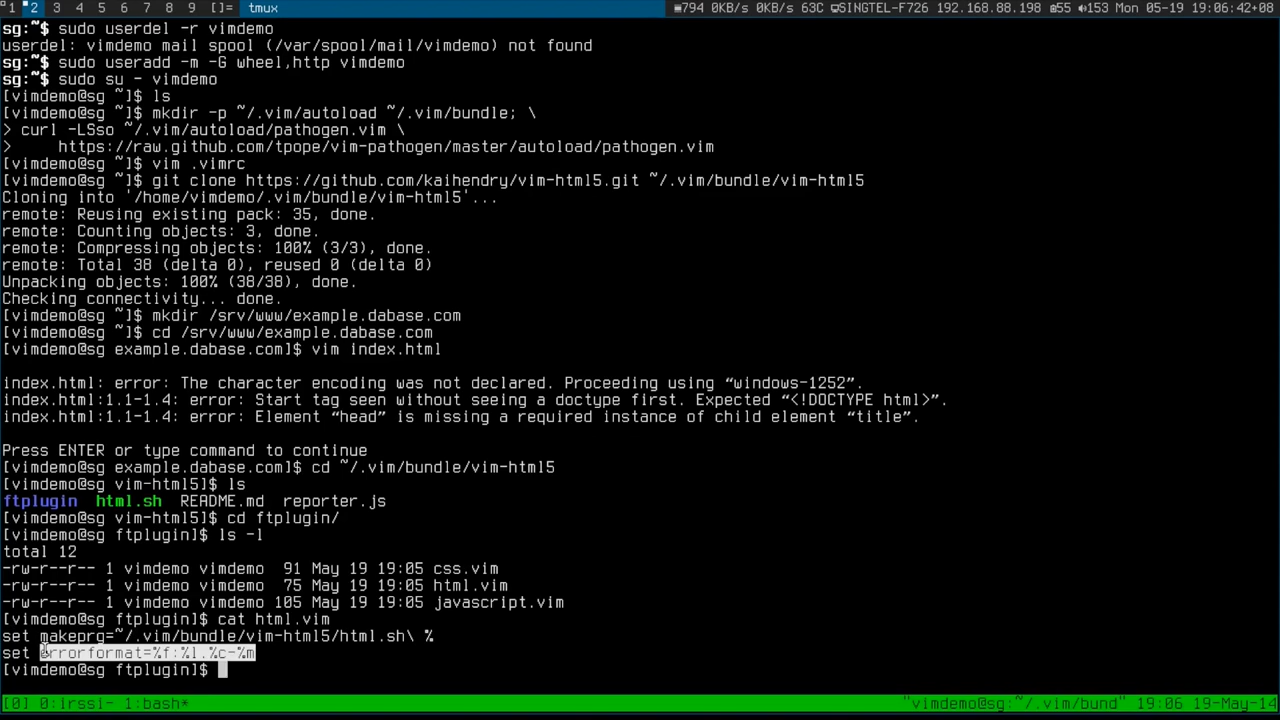 1 2 3 4 5 6 7 8 9 []= tmux 794 0KB/s 0KB/s 63C SINGTEL-F726 192.168.88.198 55 153 Mon 05-19 19:06:42+08
sg:~$ sudo userdel -r vimdemo
userdel: vimdemo mail spool (/var/spool/mail/vimdemo) not found
sg:~$ sudo useradd -m -G wheel,http vimdemo
sg:~$ sudo su - vimdemo
[vimdemo@sg ~]$ ls
[vimdemo@sg ~]$ mkdir -p ~/.vim/autoload ~/.vim/bundle; \
> curl -LSso ~/.vim/autoload/pathogen.vim \
>     https://raw.github.com/tpope/vim-pathogen/master/autoload/pathogen.vim
[vimdemo@sg ~]$ vim .vimrc
[vimdemo@sg ~]$ git clone https://github.com/kaihendry/vim-html5.git ~/.vim/bundle/vim-html5
Cloning into '/home/vimdemo/.vim/bundle/vim-html5'...
remote: Reusing existing pack: 35, done.
remote: Counting objects: 3, done.
remote: Compressing objects: 100% (3/3), done.
remote: Total 38 (delta 0), reused 0 (delta 0)
Unpacking objects: 100% (38/38), done.
Checking connectivity... done.
[vimdemo@sg ~]$ mkdir /srv/www/example.dabase.com
[vimdemo@sg ~]$ cd /srv/www/example.dabase.com
[vimdemo@sg example.dabase.com]$ vim index.html
index.html: error: The character encoding was not declared. Proceeding using “windows-1252”.
index.html:1.1-1.4: error: Start tag seen without seeing a doctype first. Expected “<!DOCTYPE html>”.
index.html:1.1-1.4: error: Element “head” is missing a required instance of child element “title”.
Press ENTER or type command to continue
[vimdemo@sg example.dabase.com]$ cd ~/.vim/bundle/vim-html5
[vimdemo@sg vim-html5]$ ls
ftplugin  html.sh  README.md  reporter.js
[vimdemo@sg vim-html5]$ cd ftplugin/
[vimdemo@sg ftplugin]$ ls -l
total 12
-rw-r--r-- 1 vimdemo vimdemo  91 May 19 19:05 css.vim
-rw-r--r-- 1 vimdemo vimdemo  75 May 19 19:05 html.vim
-rw-r--r-- 1 vimdemo vimdemo 105 May 19 19:05 javascript.vim
[vimdemo@sg ftplugin]$ cat html.vim
set makeprg=~/.vim/bundle/vim-html5/html.sh\ %
set errorformat=%f:%l.%c-%m
[vimdemo@sg ftplugin]$
[0] 0:irssi- 1:bash* "vimdemo@sg:~/.vim/bund" 19:06 19-May-14